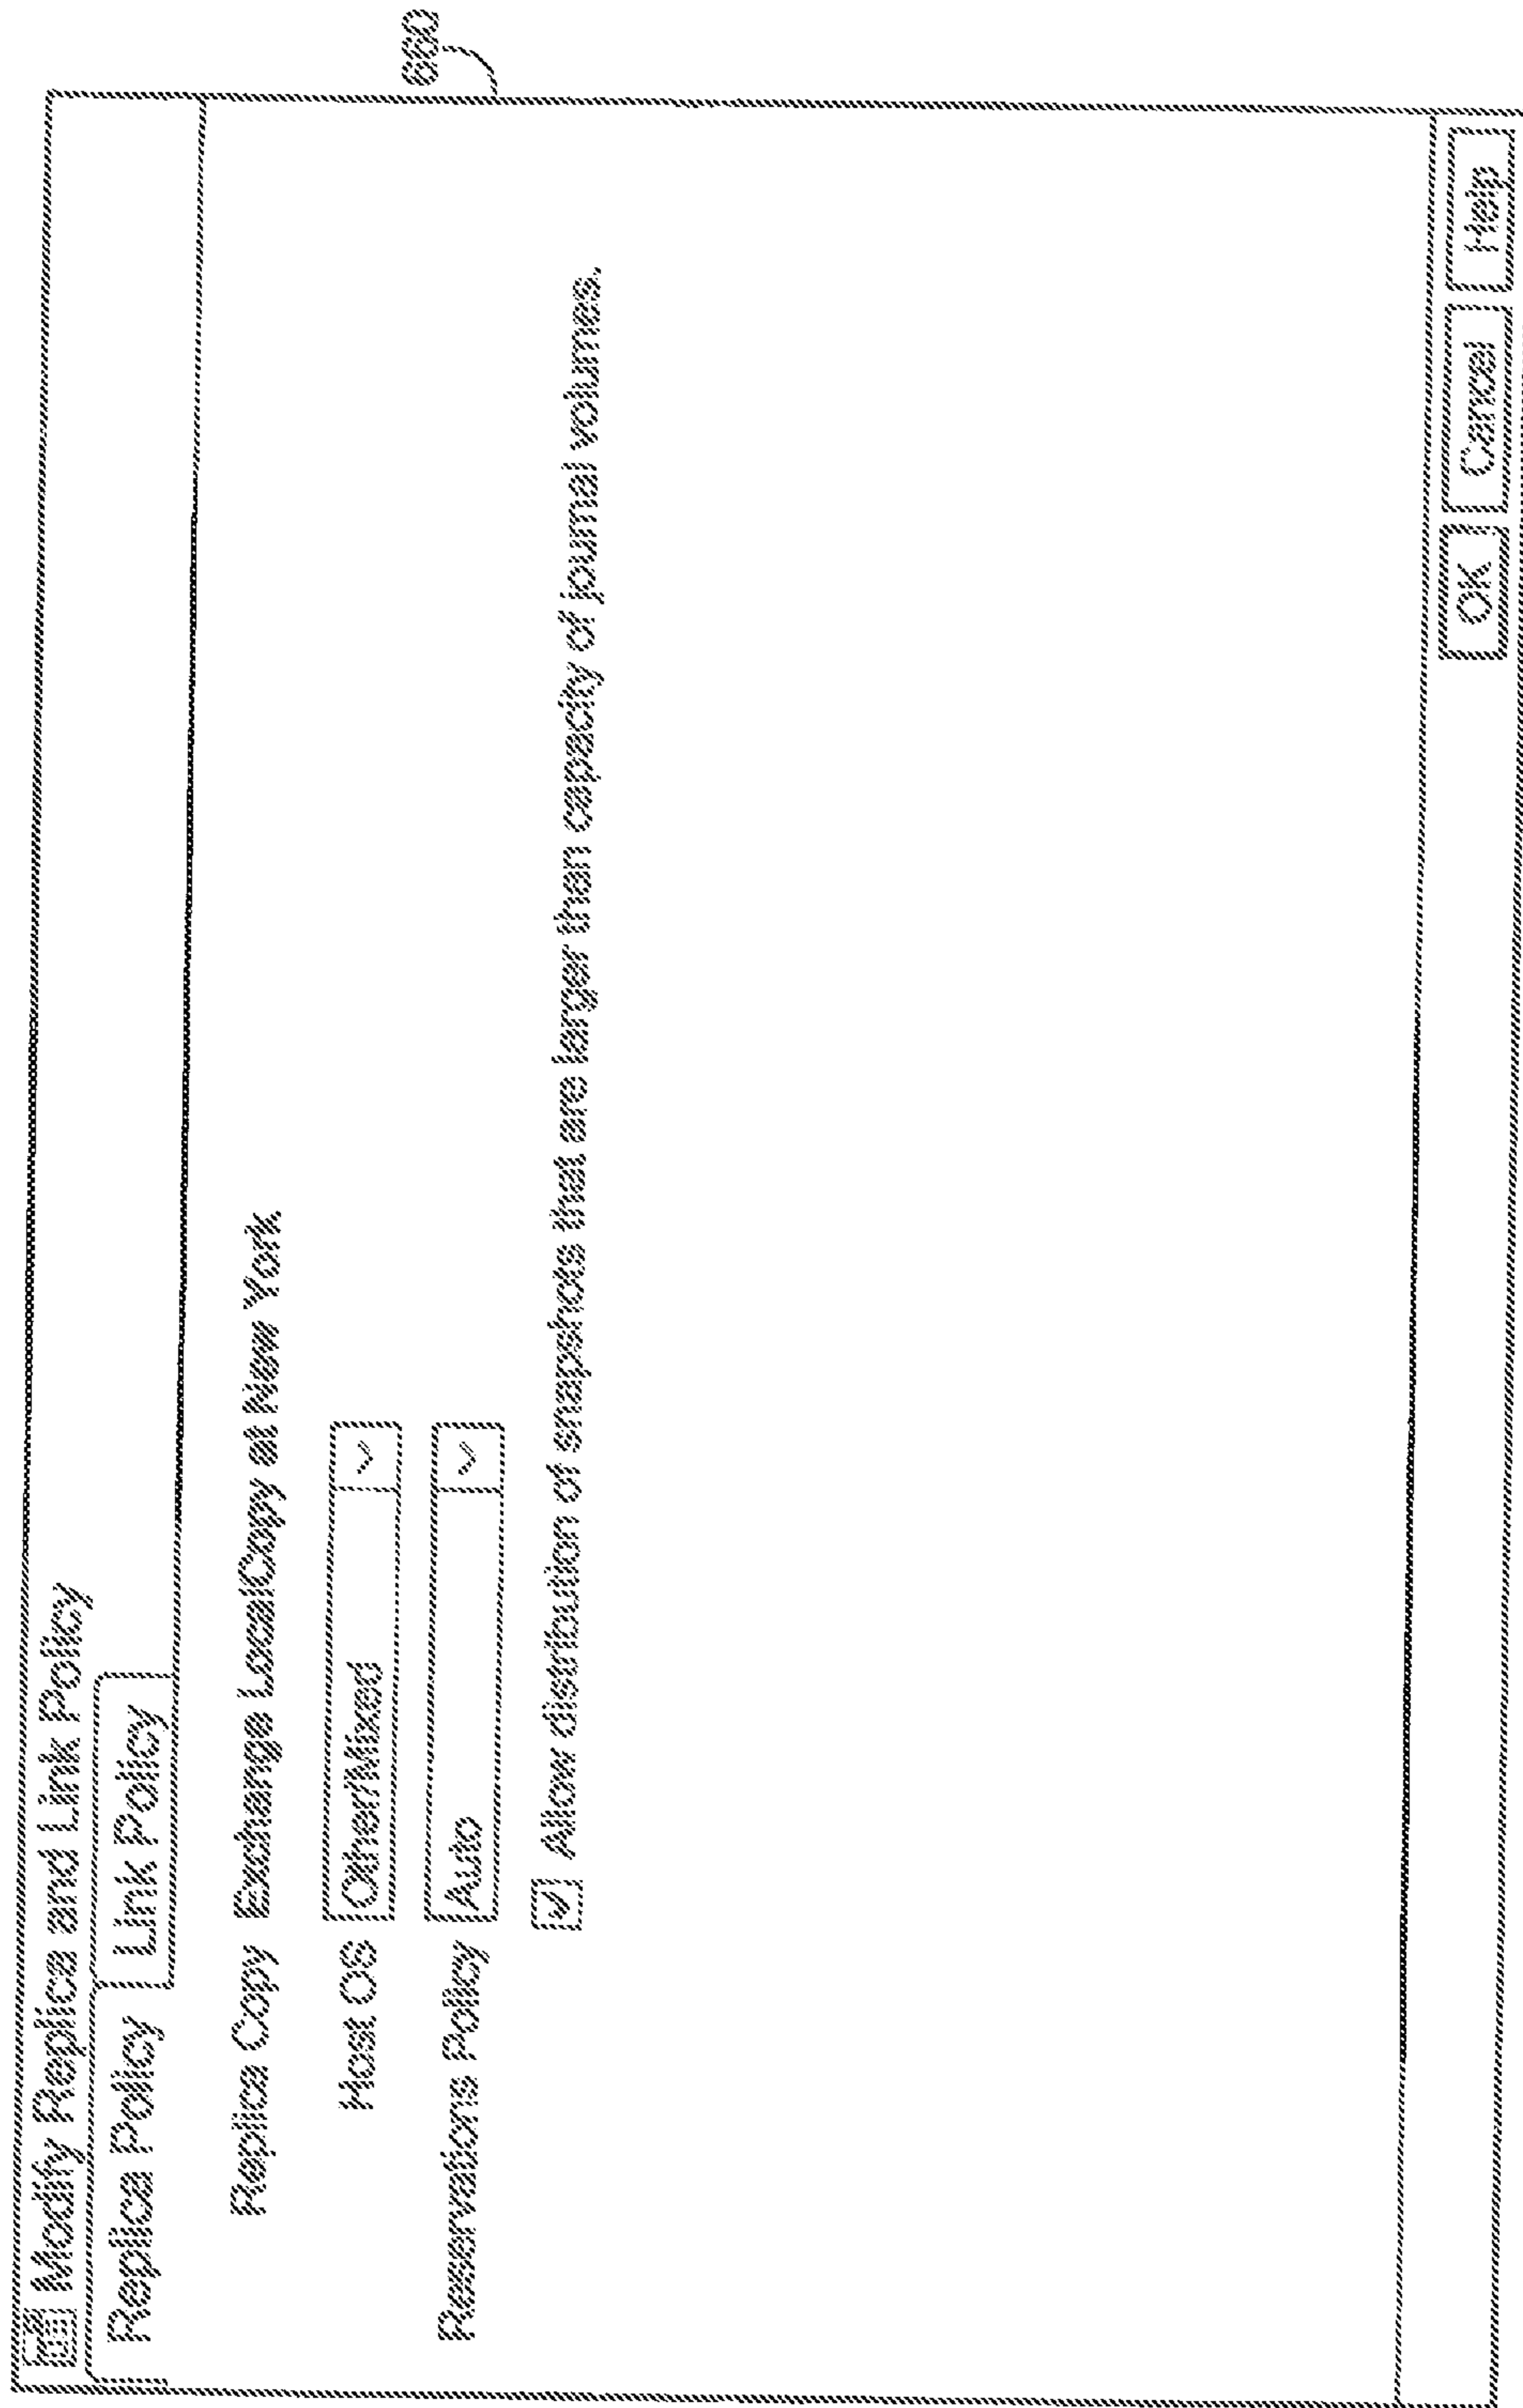 Modify Replica and Link Policy
Replica Policy Link Policy
Replica Copy Exchange LocalCopy at New York
Host OS Other/Mixed
Reservations Policy Auto
Allow distribution of snapshots that are larger than capacity of journal volumes.
OK Cancel Help
660